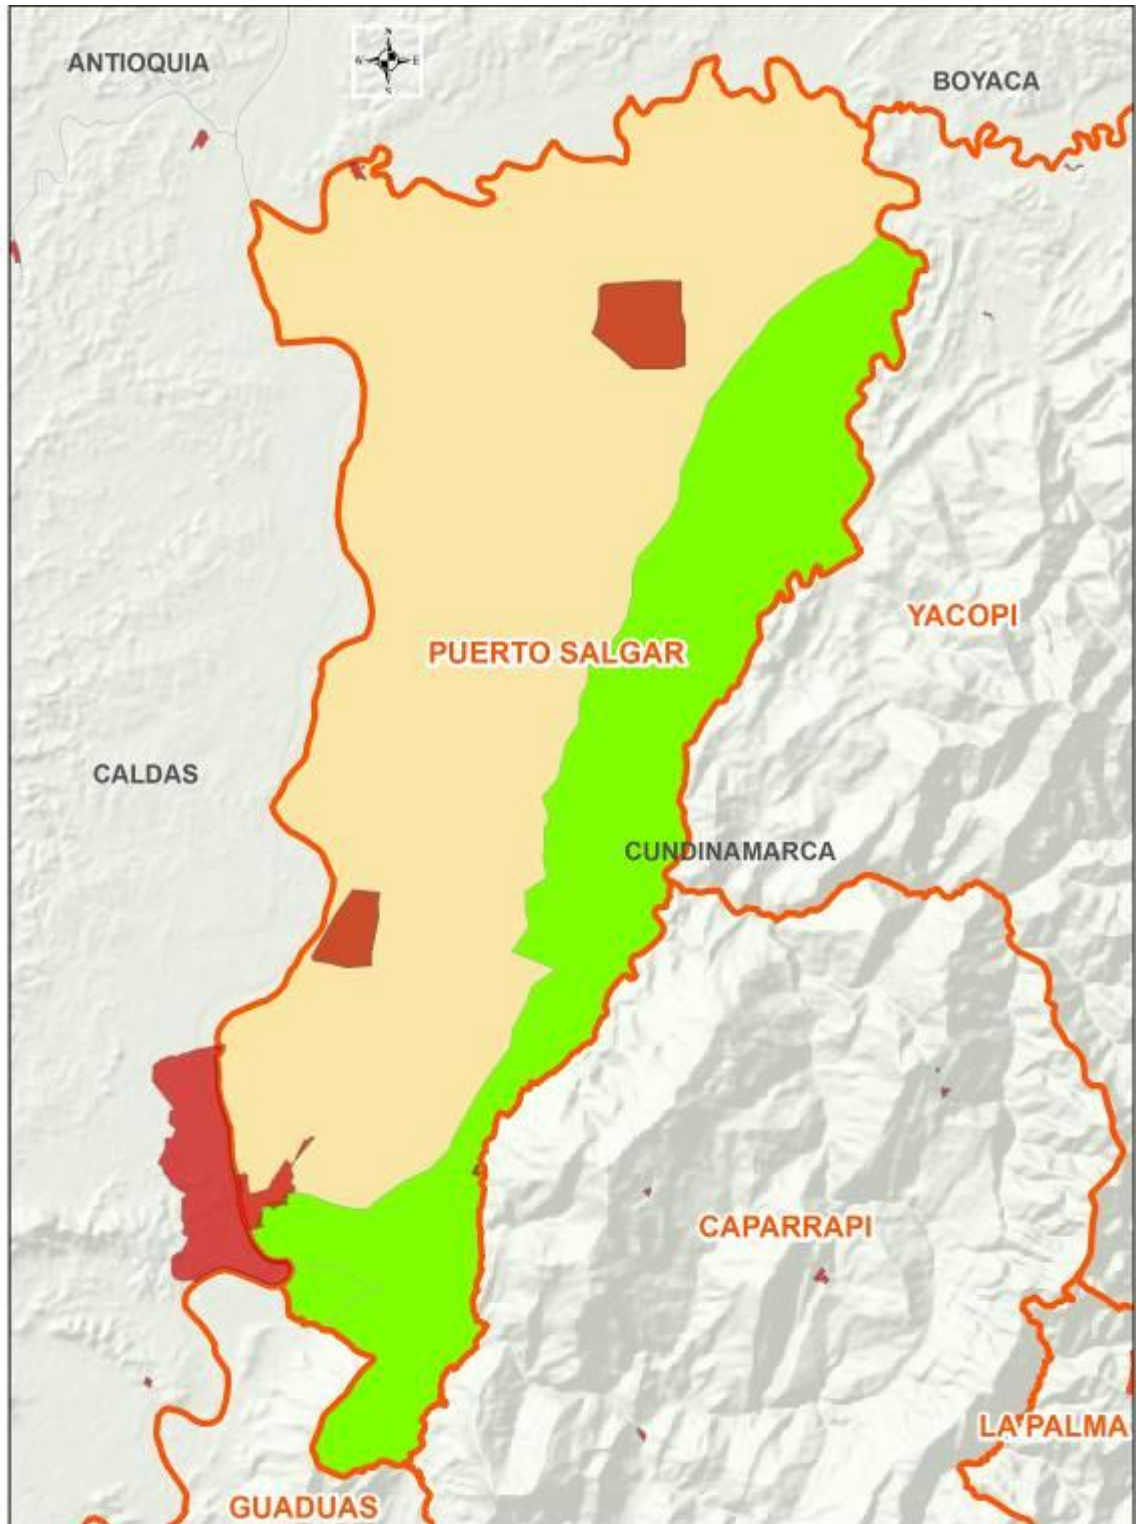 ANTIOQUIA
N
W E
S
BOYACA
YACOPI
PUERTO SALGAR
CALDAS
CUNDINAMARCA
CAPARRAPI
LA PALMA
GUADUAS